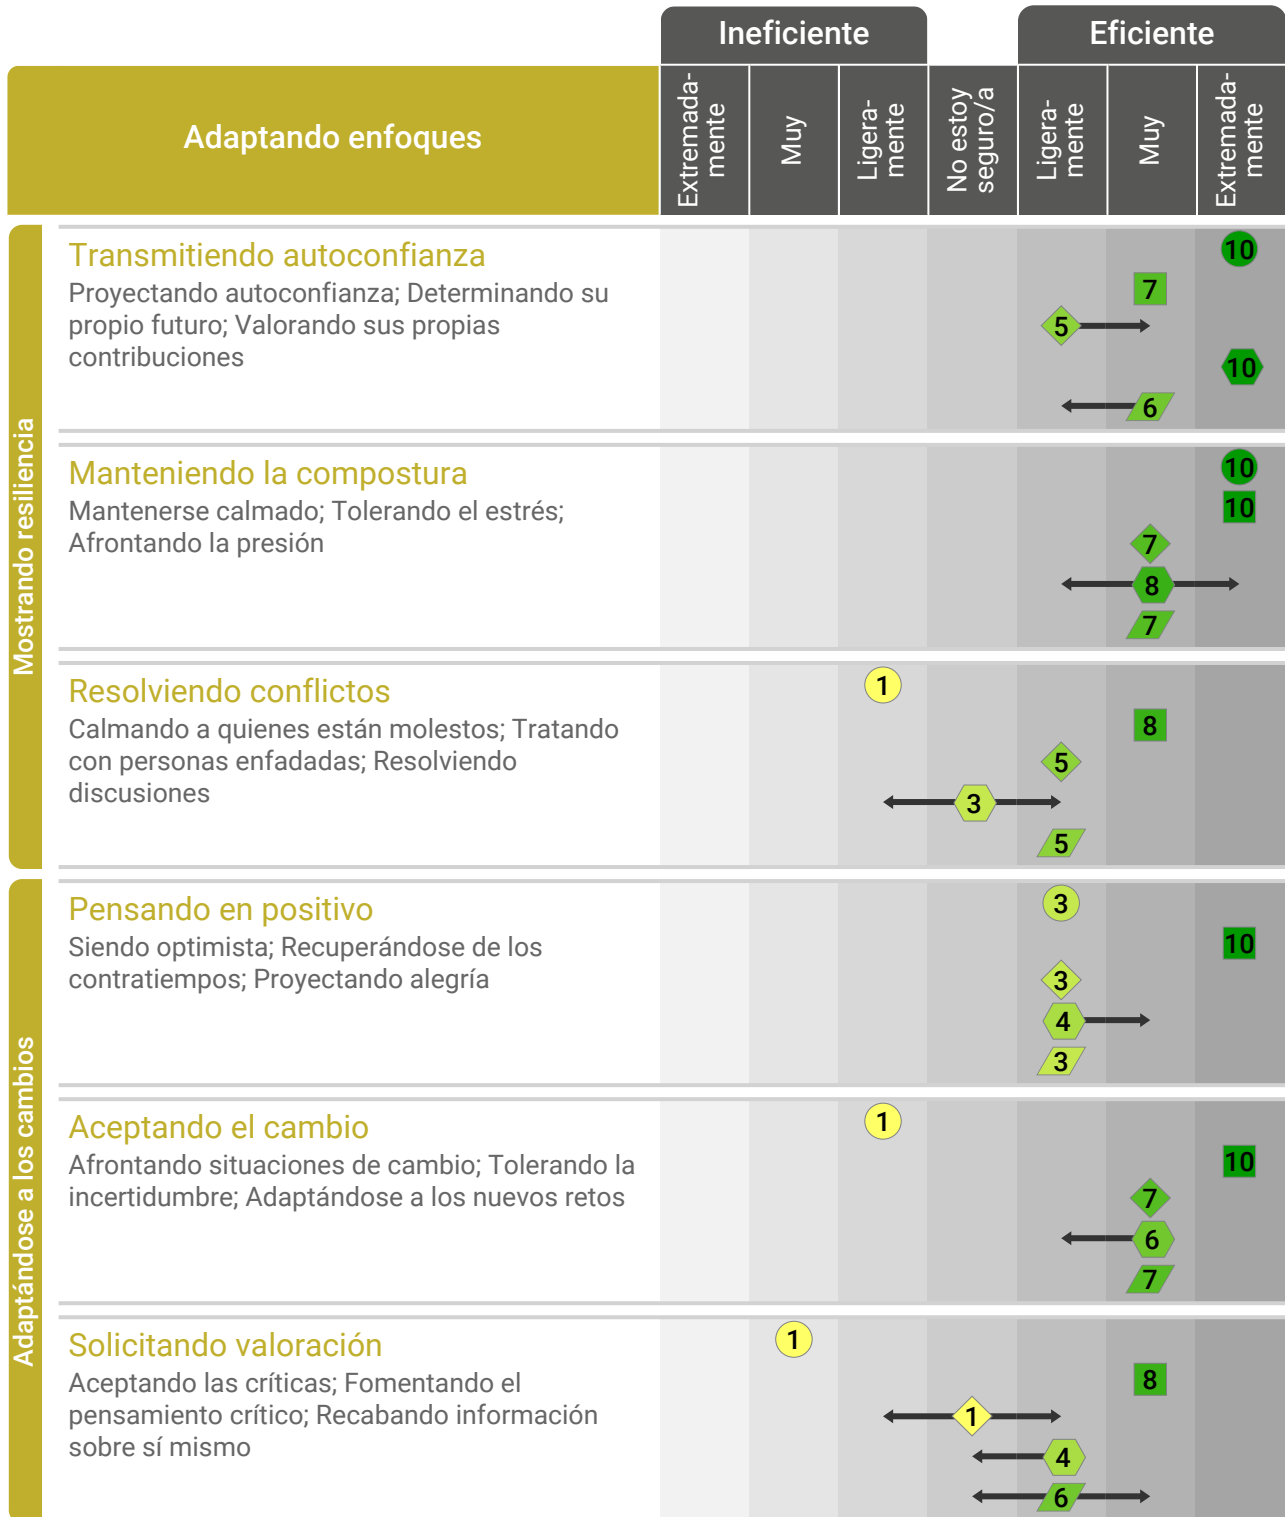 Ineficiente
Eficiente
Adaptando enfoques
Extremada-
mente
Muy
Ligera-
mente
No estoy
seguro/a
Ligera-
mente
Muy
Extremada-
mente
Mostrando resiliencia
Transmitiendo autoconfianza
Proyectando autoconfianza; Determinando su
propio futuro; Valorando sus propias
contribuciones
10
7
5
10
6
Manteniendo la compostura
Mantenerse calmado; Tolerando el estrés;
Afrontando la presión
10
10
7
8
7
Resolviendo conflictos
Calmando a quienes están molestos; Tratando
con personas enfadadas; Resolviendo
discusiones
1
8
5
3
5
Adaptándose a los cambios
Pensando en positivo
Siendo optimista; Recuperándose de los
contratiempos; Proyectando alegría
3
10
3
4
3
Aceptando el cambio
Afrontando situaciones de cambio; Tolerando la
incertidumbre; Adaptándose a los nuevos retos
1
10
7
6
7
Solicitando valoración
Aceptando las críticas; Fomentando el
pensamiento crítico; Recabando información
sobre sí mismo
1
8
1
4
6